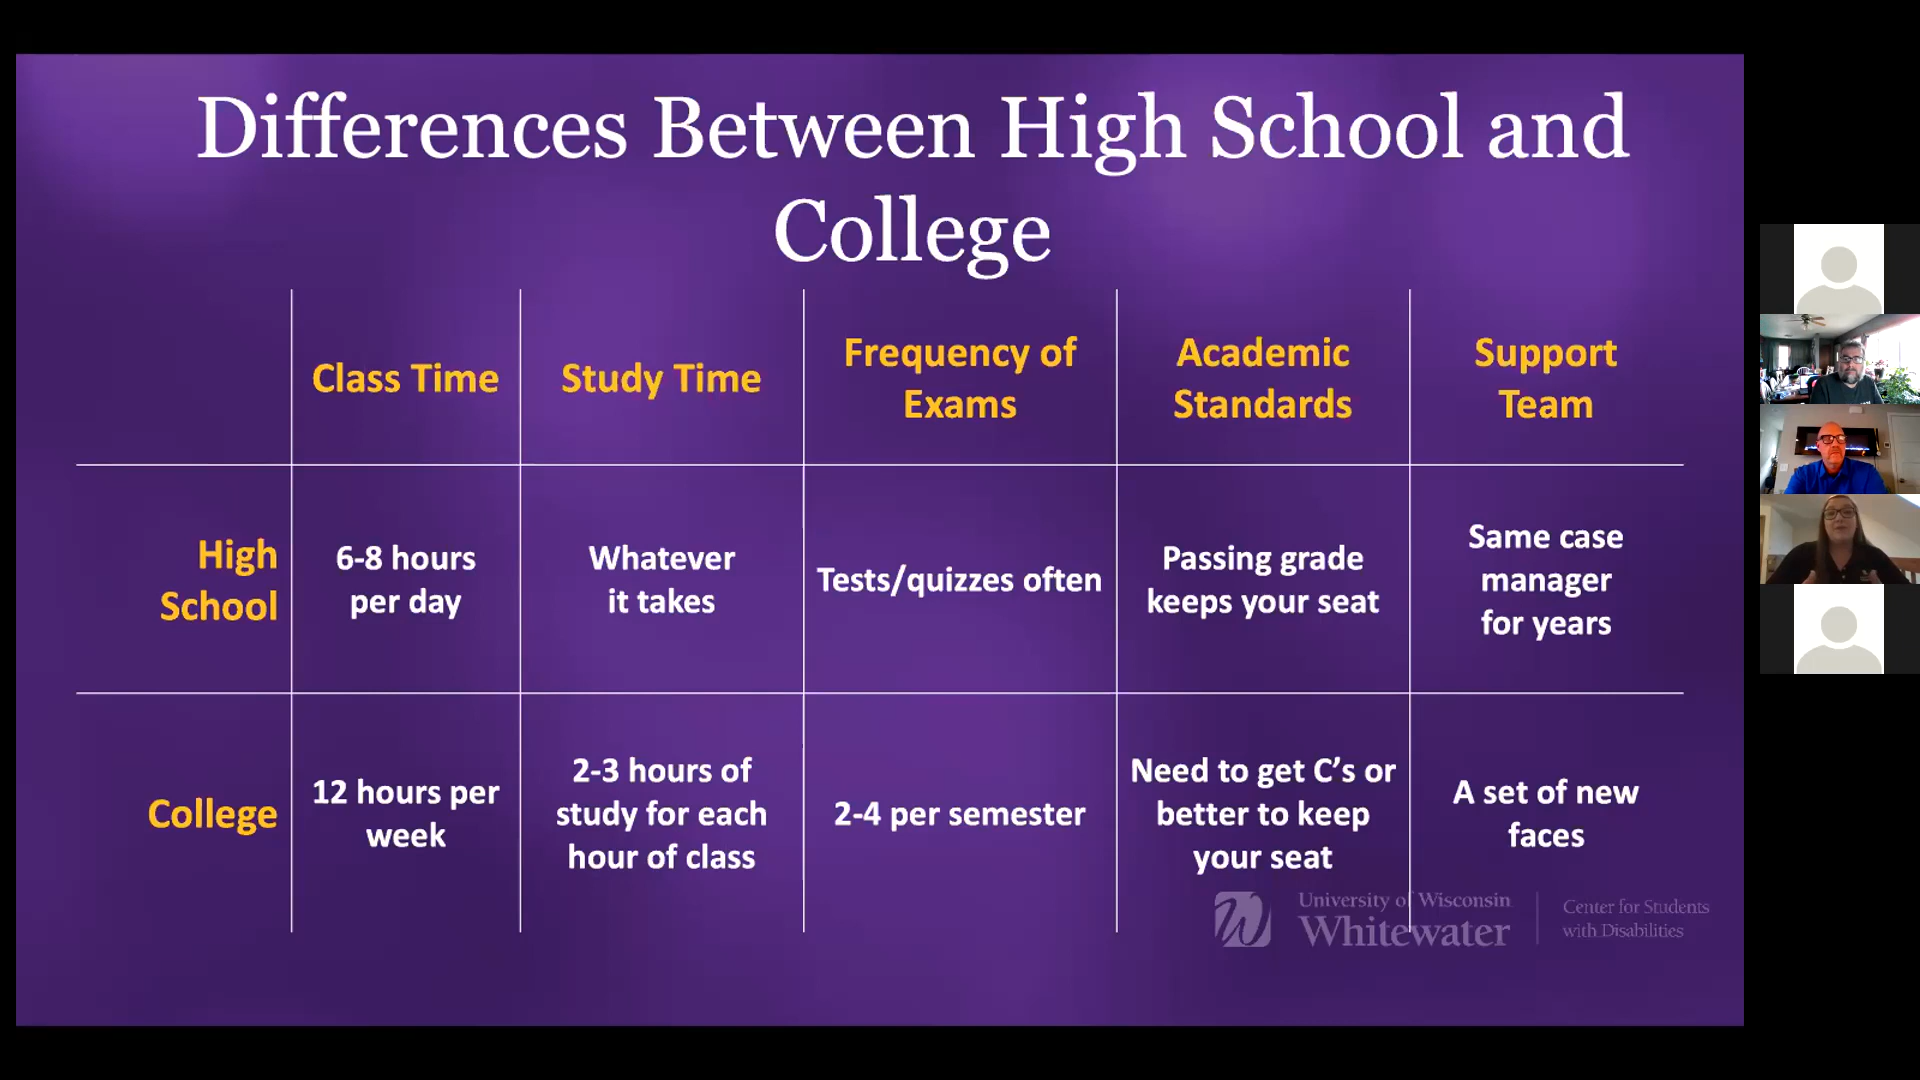 Differences Between High School and
College
Class Time
Study Time
Frequency of
Exams
Academic
Standards
Support
Team
High
School
6-8 hours
per day
Whatever
it takes
Tests/quizzes often
Passing grade
keeps your seat
Same case
manager
for years
College
12 hours per
week
2-3 hours of
study for each
hour of class
2-4 per semester
Need to get C’s or
better to keep
your seat
A set of new
faces
University of Wisconsin
Whitewater
Center for Students
with Disabilities